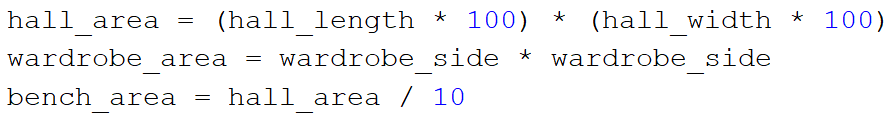 hall_area = (hall_length * 100) * (hall_width * 100)
wardrobe_area = wardrobe_side * wardrobe_side
bench_area = hall_area / 10